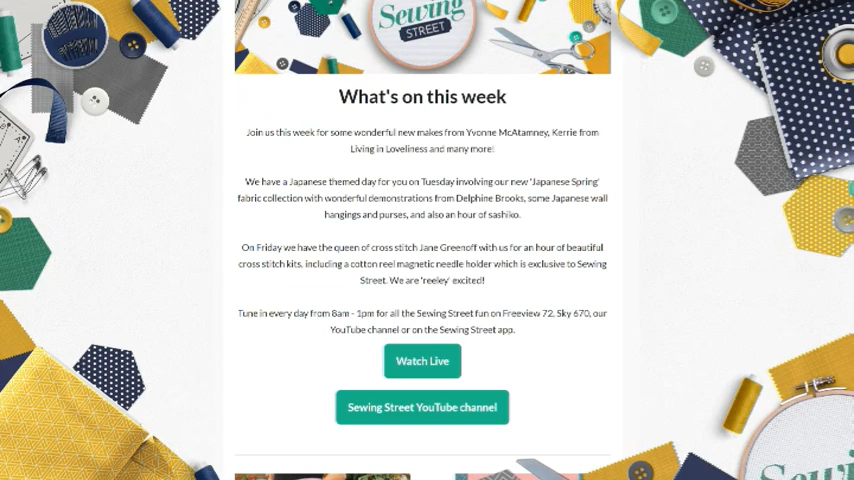 Sewing
STREET
What's on this week
Join us this week for some wonderful new makes from Yvonne McAtamney, Kerrie from
Living in Loveliness and many more!
We have a Japanese themed day for you on Tuesday involving our new 'Japanese Spring'
fabric collection with wonderful demonstrations from Delphine Brooks, some Japanese wall
hangings and purses, and also an hour of sashiko.
On Friday we have the queen of cross stitch Jane Greenoff with us for an hour of beautiful
cross stitch kits, including a cotton reel magnetic needle holder which is exclusive to Sewing
Street. We are 'reeley' excited!
Tune in every day from 8am - 1pm for all the Sewing Street fun on Freeview 72, Sky 670, our
YouTube channel or on the Sewing Street app.
Watch Live
Sewing Street YouTube channel